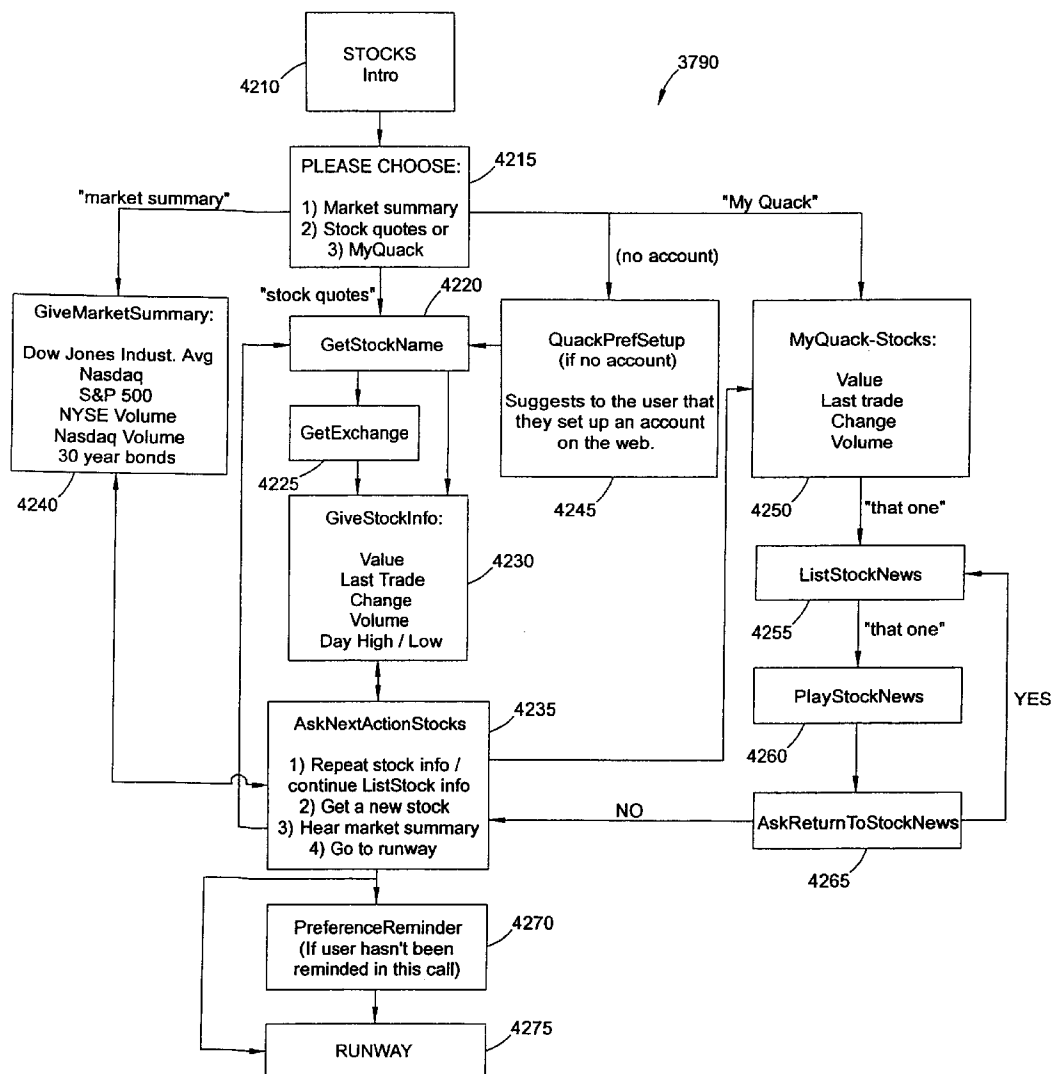 STOCKS
Intro
4210
3790
PLEASE CHOOSE:
1) Market summary
2) Stock quotes or
3) MyQuack
4215
"market summary"
"My Quack"
(no account)
"stock quotes"
4220
GiveMarketSummary:
Dow Jones Indust. Avg
Nasdaq
S&P 500
NYSE Volume
Nasdaq Volume
30 year bonds
4240
GetStockName
GetExchange
4225
QuackPrefSetup
(if no account)
Suggests to the user that
they set up an account
on the web.
4245
MyQuack-Stocks:
Value
Last trade
Change
Volume
4250
"that one"
GiveStockInfo:
Value
Last Trade
Change
Volume
Day High / Low
4230
ListStockNews
4255
"that one"
PlayStockNews
4260
YES
AskNextActionStocks
1) Repeat stock info /
continue ListStock info
2) Get a new stock
3) Hear market summary
4) Go to runway
4235
NO
AskReturnToStockNews
4265
PreferenceReminder
(If user hasn't been
reminded in this call)
4270
RUNWAY
4275